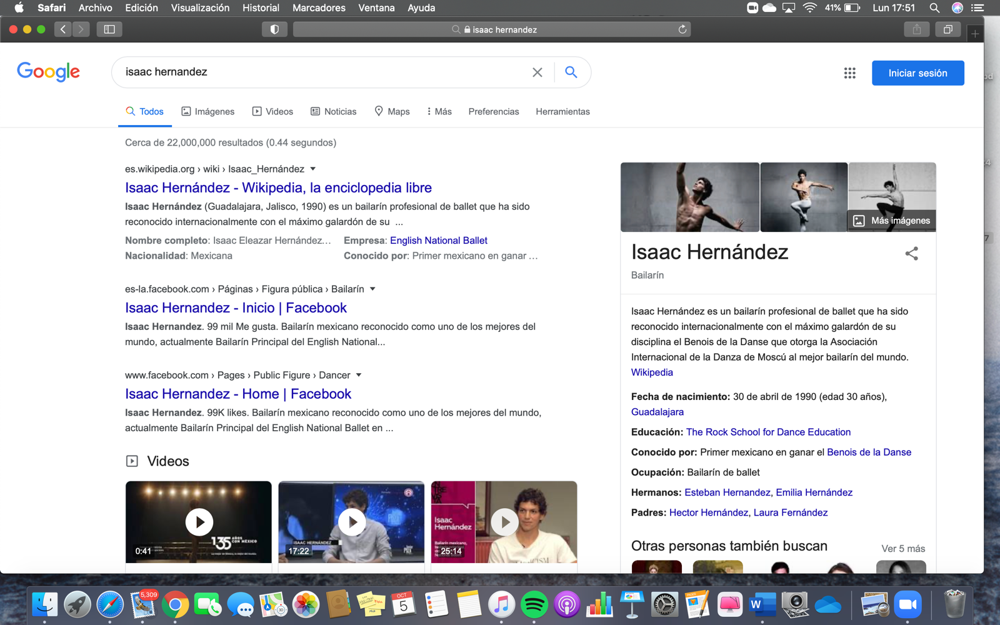 Safari Archivo Edición Visualización Historial Marcadores Ventana Ayuda 41% Lun 17:51
isaac hernandez
Google
isaac hernandez
Iniciar sesión
Todos Imágenes Videos Noticias Maps Más Preferencias Herramientas
Cerca de 22,000,000 resultados (0.44 segundos)
es.wikipedia.org › wiki › Isaac_Hernández
Isaac Hernández - Wikipedia, la enciclopedia libre
Isaac Hernández (Guadalajara, Jalisco, 1990) es un bailarín profesional de ballet que ha sido
reconocido internacionalmente con el máximo galardón de su ...
Nombre completo: Isaac Eleazar Hernández... Empresa: English National Ballet
Nacionalidad: Mexicana Conocido por: Primer mexicano en ganar ...
es-la.facebook.com › Páginas › Figura pública › Bailarín
Isaac Hernandez - Inicio | Facebook
Isaac Hernandez. 99 mil Me gusta. Bailarín mexicano reconocido como uno de los mejores del
mundo, actualmente Bailarín Principal del English National...
www.facebook.com › Pages › Public Figure › Dancer
Isaac Hernandez - Home | Facebook
Isaac Hernandez. 99K likes. Bailarín mexicano reconocido como uno de los mejores del mundo,
actualmente Bailarín Principal del English National Ballet en ...
Videos
135 AÑOS CON MÉXICO
0:41
ISAAC HERNÁNDEZ
17:22
Isaac
Hernández
Bailarín mexicano,
25:14
Más imágenes
Isaac Hernández
Bailarín
Isaac Hernández es un bailarín profesional de ballet que ha sido
reconocido internacionalmente con el máximo galardón de su
disciplina el Benois de la Danse que otorga la Asociación
Internacional de la Danza de Moscú al mejor bailarín del mundo.
Wikipedia
Fecha de nacimiento: 30 de abril de 1990 (edad 30 años),
Guadalajara
Educación: The Rock School for Dance Education
Conocido por: Primer mexicano en ganar el Benois de la Danse
Ocupación: Bailarín de ballet
Hermanos: Esteban Hernandez, Emilia Hernández
Padres: Hector Hernández, Laura Fernández
Otras personas también buscan
Ver 5 más
5,309
OCT
5
W